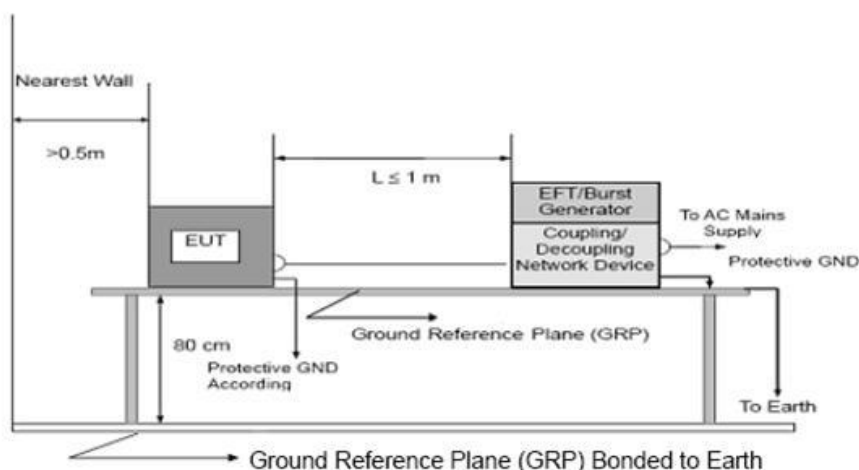 Nearest Wall
>0.5m
L ≤ 1 m
EUT
EFT/Burst
Generator
Coupling/
Decoupling
Network Device
To AC Mains
Supply
Protective GND
Ground Reference Plane (GRP)
80 cm
Protective GND
According
To Earth
Ground Reference Plane (GRP) Bonded to Earth